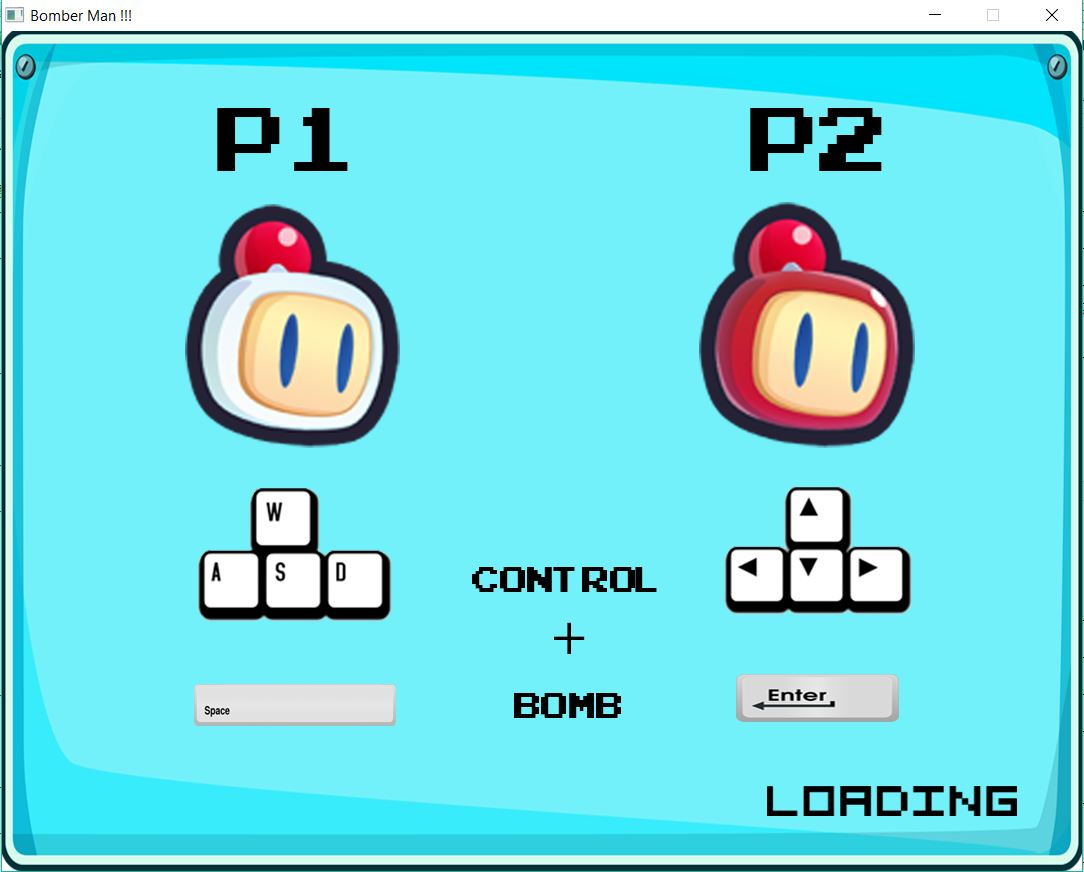 Bomber Man !!!
P1
P2
W
A S D
CONTROL
+
Space
BOMB
Enter
LOADING